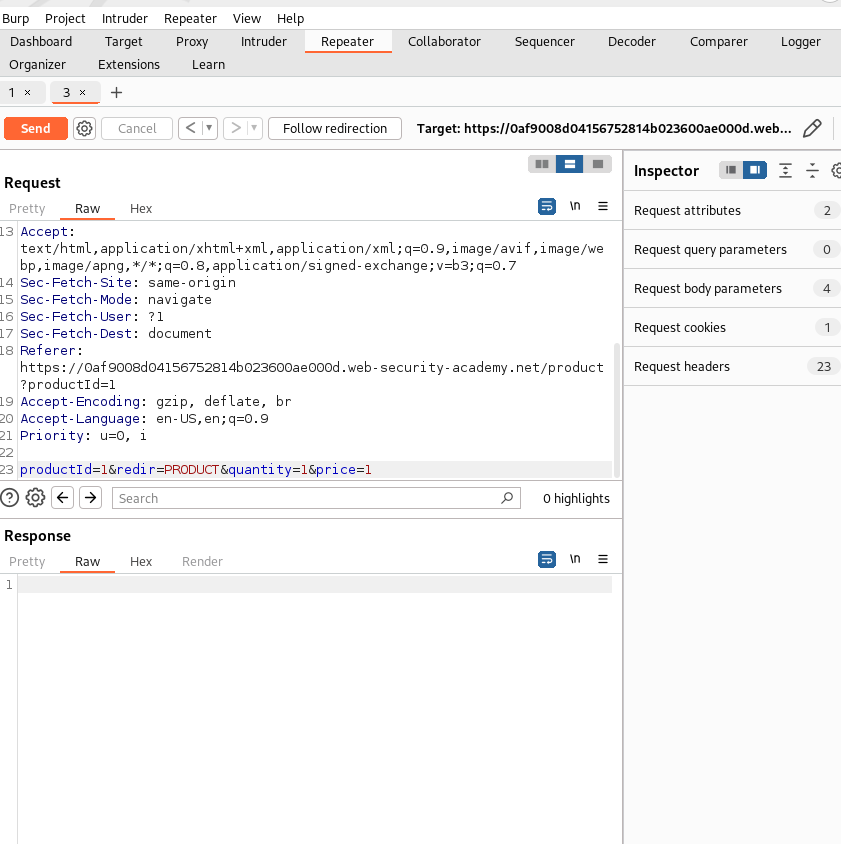 Burp Project Intruder Repeater View Help
Dashboard Target Proxy Intruder Repeater Collaborator Sequencer Decoder Comparer Logger
Organizer Extensions Learn
1 × 3 × +
Send Cancel < > Follow redirection Target: https://0af9008d04156752814b023600ae000d.web...
Request
Pretty Raw Hex \n
13 Accept:
text/html,application/xhtml+xml,application/xml;q=0.9,image/avif,image/we
bp,image/apng,*/*;q=0.8,application/signed-exchange;v=b3;q=0.7
14 Sec-Fetch-Site: same-origin
15 Sec-Fetch-Mode: navigate
16 Sec-Fetch-User: ?1
17 Sec-Fetch-Dest: document
18 Referer:
https://0af9008d04156752814b023600ae000d.web-security-academy.net/product
?productId=1
19 Accept-Encoding: gzip, deflate, br
20 Accept-Language: en-US,en;q=0.9
21 Priority: u=0, i
22
23 productId=1&redir=PRODUCT&quantity=1&price=1
Search 0 highlights
Response
Pretty Raw Hex Render \n
1
Inspector
Request attributes 2
Request query parameters 0
Request body parameters 4
Request cookies 1
Request headers 23